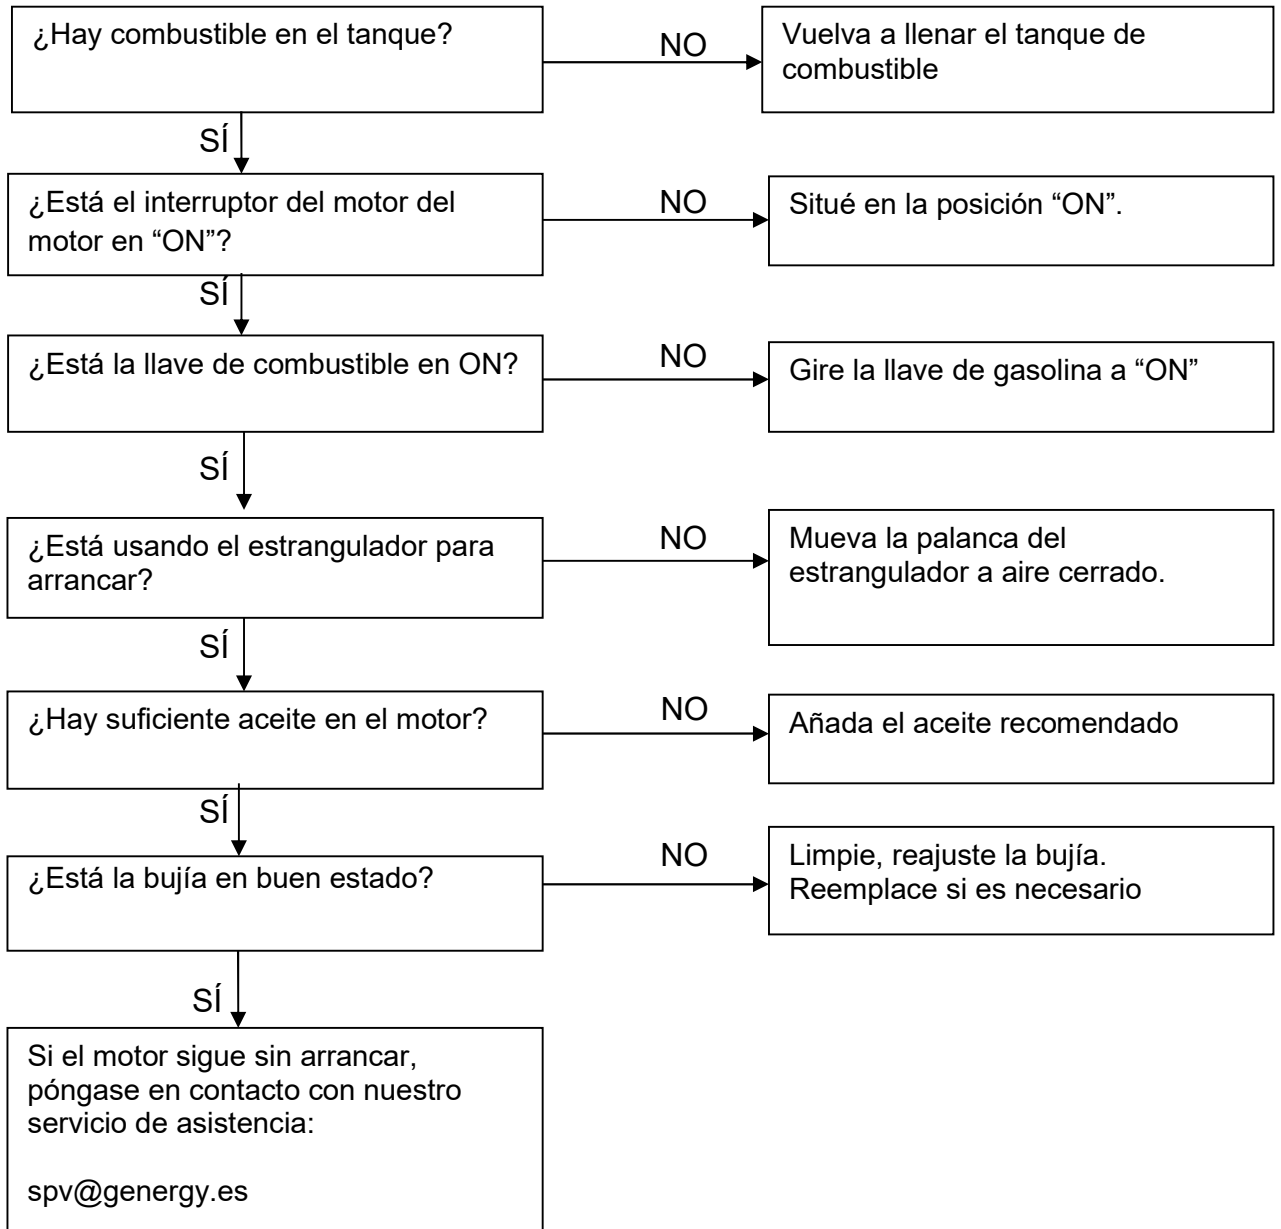 ¿Hay combustible en el tanque?
NO
Vuelva a llenar el tanque de
combustible
SÍ
¿Está el interruptor del motor del
motor en “ON”?
NO
Situé en la posición “ON”.
SÍ
¿Está la llave de combustible en ON?
NO
Gire la llave de gasolina a “ON”
SÍ
¿Está usando el estrangulador para
arrancar?
NO
Mueva la palanca del
estrangulador a aire cerrado.
SÍ
¿Hay suficiente aceite en el motor?
NO
Añada el aceite recomendado
SÍ
¿Está la bujía en buen estado?
NO
Limpie, reajuste la bujía.
Reemplace si es necesario
SÍ
Si el motor sigue sin arrancar,
póngase en contacto con nuestro
servicio de asistencia:
spv@genergy.es